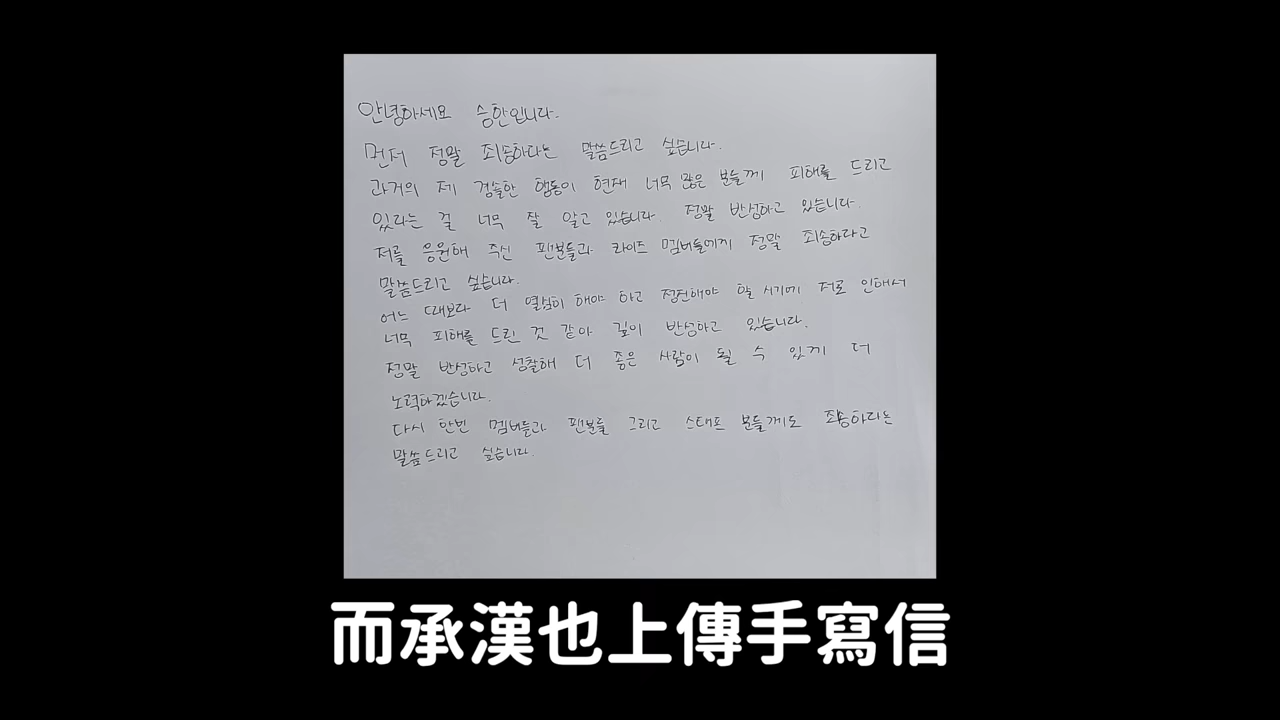 안녕하세요 승한입니다.
먼저 정말 죄송하다는 말씀드리고 싶습니다.
과거의 제 경솔한 행동이 현재 너무 많은 분들께 피해를 드리고
있다는 걸 너무 잘 알고 있습니다. 정말 반성하고 있습니다.
저를 응원해 주신 팬분들과 라이즈 멤버들에게 정말 죄송하다고
말씀드리고 싶습니다.
어느 때보다 더 열심히 해야 하고 정진해야 할 시기에 저로 인해서
너무 피해를 드린 것 같아 깊이 반성하고 있습니다.
정말 반성하고 성찰해 더 좋은 사람이 될 수 있게 더
노력하겠습니다.
다시 한번 멤버들과 팬분들 그리고 스태프 분들께도 죄송하다는
말씀드리고 싶습니다.
而承漢也上傳手寫信